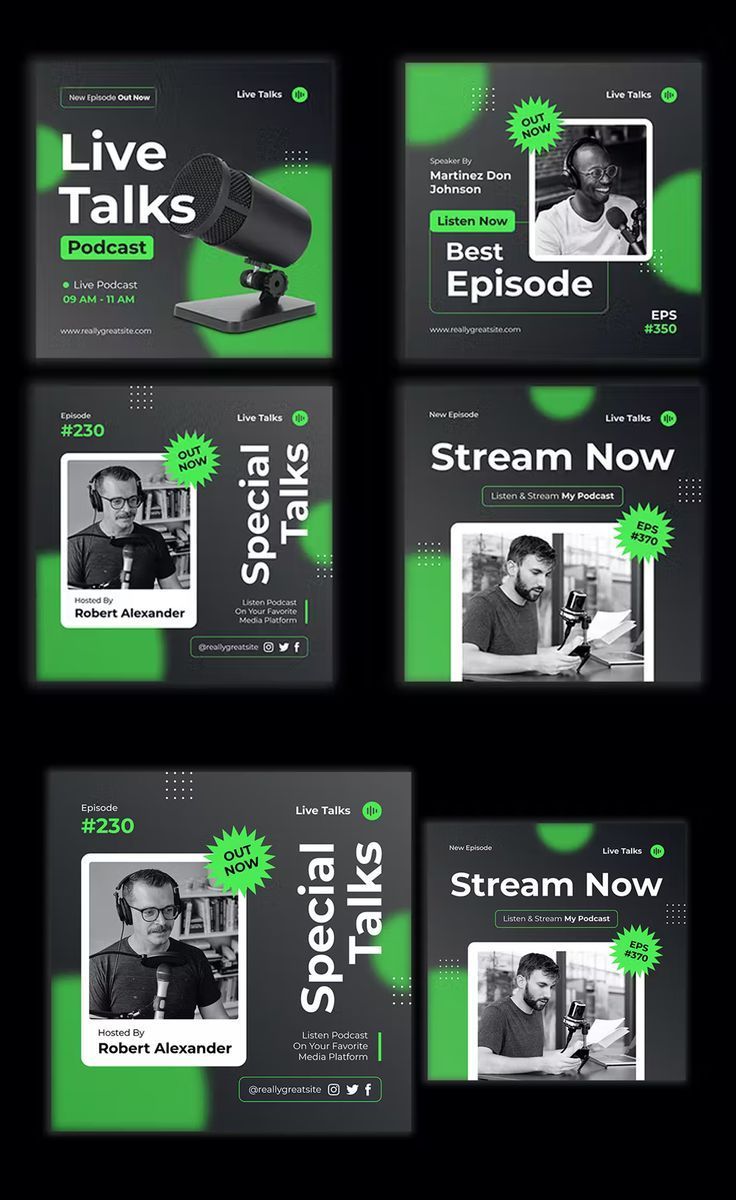 New Episode Out Now
Live Talks
Live
Talks
Podcast
Live Podcast
09 AM - 11 AM
www.reallygreatsite.com
Live Talks
OUT
NOW
Speaker By
Martinez Don
Johnson
Listen Now
Best
Episode
www.reallygreatsite.com
EPS
#350
Episode
#230
Live Talks
OUT
NOW
Special
Talks
Hosted By
Robert Alexander
Listen Podcast
On Your Favorite
Media Platform
@reallygreatsite
New Episode
Live Talks
Stream Now
Listen & Stream My Podcast
EPS
#370
Episode
#230
Live Talks
OUT
NOW
Special
Talks
Hosted By
Robert Alexander
Listen Podcast
On Your Favorite
Media Platform
@reallygreatsite
New Episode
Live Talks
Stream Now
Listen & Stream My Podcast
EPS
#370